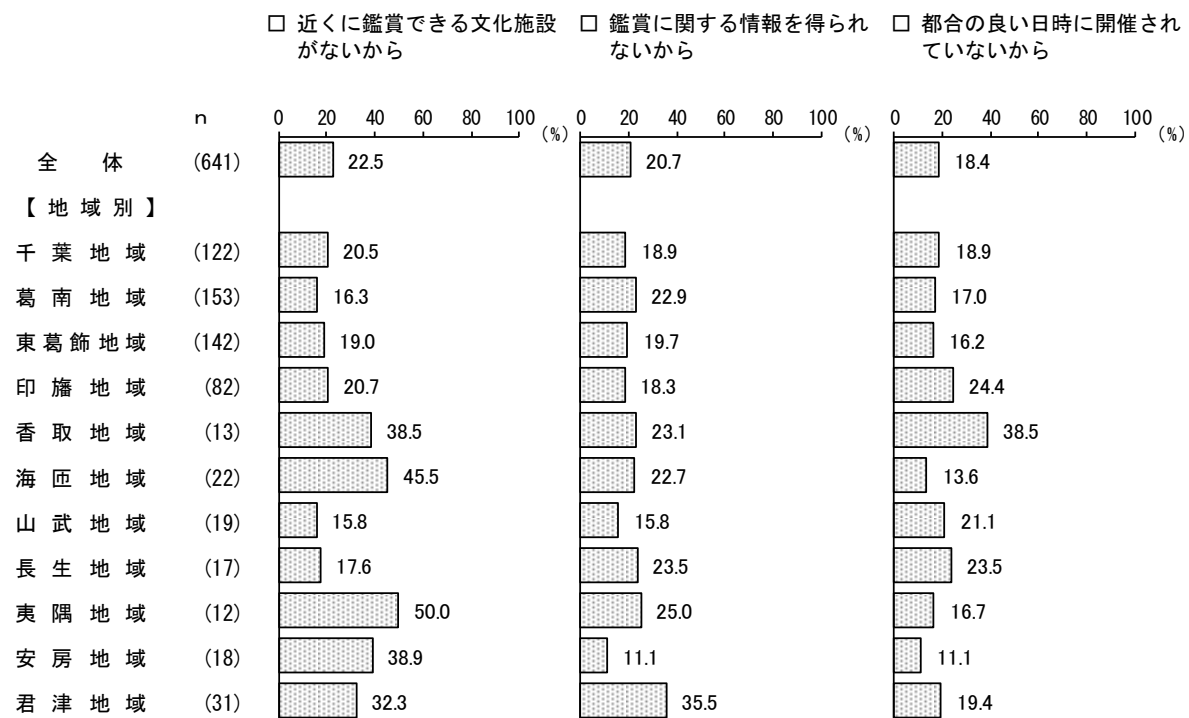 □ 近くに鑑賞できる文化施設 □ 鑑賞に関する情報を得られ □ 都合の良い日時に開催され
がないから ないから ていないから
n 0 20 40 60 80 100 0 20 40 60 80 100 0 20 40 60 80 100
(%) (%) (%)
全体 (641) 22.5 20.7 18.4
【地域別】
千葉地域 (122) 20.5 18.9 18.9
葛南地域 (153) 16.3 22.9 17.0
東葛飾地域 (142) 19.0 19.7 16.2
印旛地域 (82) 20.7 18.3 24.4
香取地域 (13) 38.5 23.1 38.5
海匝地域 (22) 45.5 22.7 13.6
山武地域 (19) 15.8 15.8 21.1
長生地域 (17) 17.6 23.5 23.5
夷隅地域 (12) 50.0 25.0 16.7
安房地域 (18) 38.9 11.1 11.1
君津地域 (31) 32.3 35.5 19.4